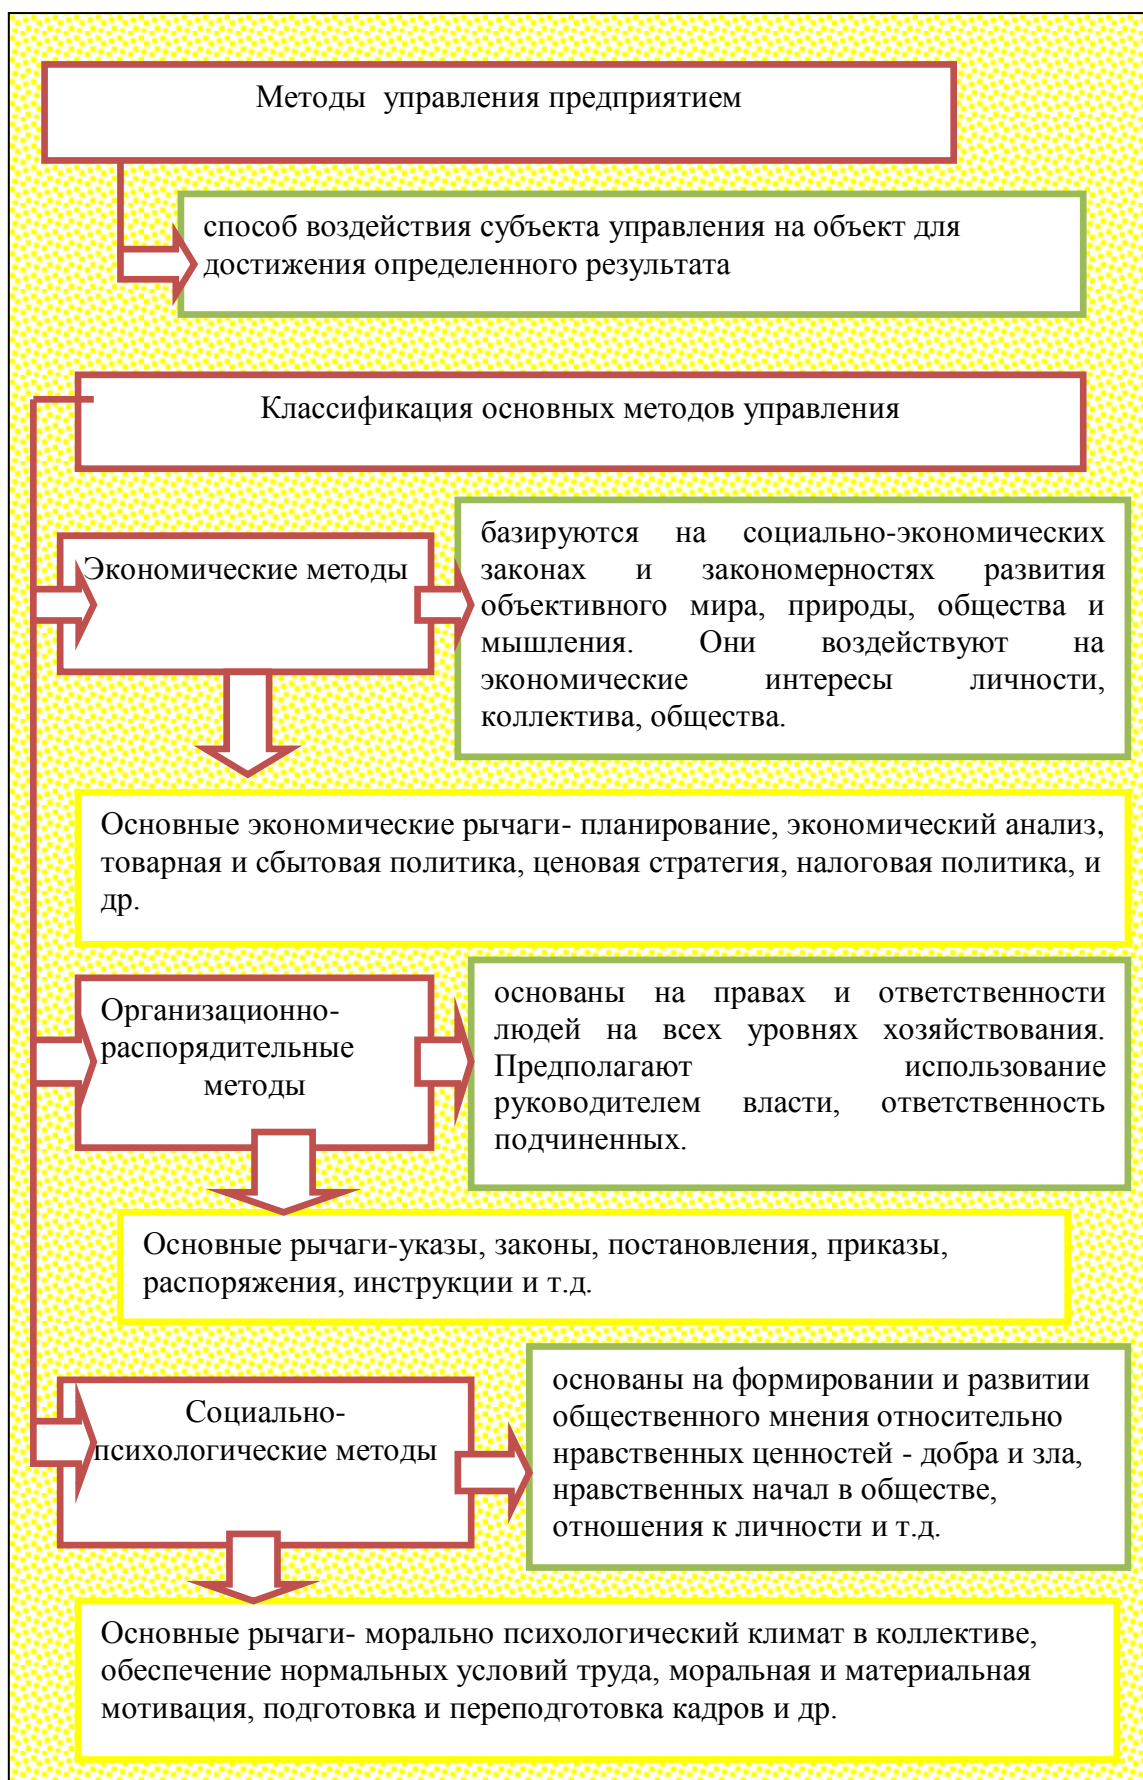 Методы управления предприятием
способ воздействия субъекта управления на объект для
достижения определенного результата
Классификация основных методов управления
Экономические методы
базируются на социально-экономических
законах и закономерностях развития
объективного мира, природы, общества и
мышления. Они воздействуют на
экономические интересы личности,
коллектива, общества.
Основные экономические рычаги- планирование, экономический анализ,
товарная и сбытовая политика, ценовая стратегия, налоговая политика, и
др.
Организационно-
распорядительные
методы
основаны на правах и ответственности
людей на всех уровнях хозяйствования.
Предполагают использование
руководителем власти, ответственность
подчиненных.
Основные рычаги-указы, законы, постановления, приказы,
распоряжения, инструкции и т.д.
Социально-
психологические методы
основаны на формировании и развитии
общественного мнения относительно
нравственных ценностей - добра и зла,
нравственных начал в обществе,
отношения к личности и т.д.
Основные рычаги- морально психологический климат в коллективе,
обеспечение нормальных условий труда, моральная и материальная
мотивация, подготовка и переподготовка кадров и др.